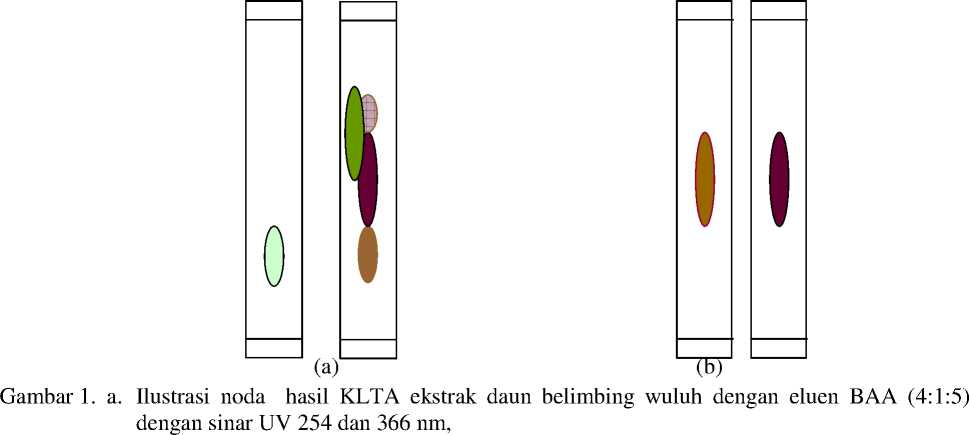 (a) (b)
Gambar 1. a. Ilustrasi noda hasil KLTA ekstrak daun belimbing wuluh dengan eluen BAA (4:1:5)
dengan sinar UV 254 dan 366 nm,